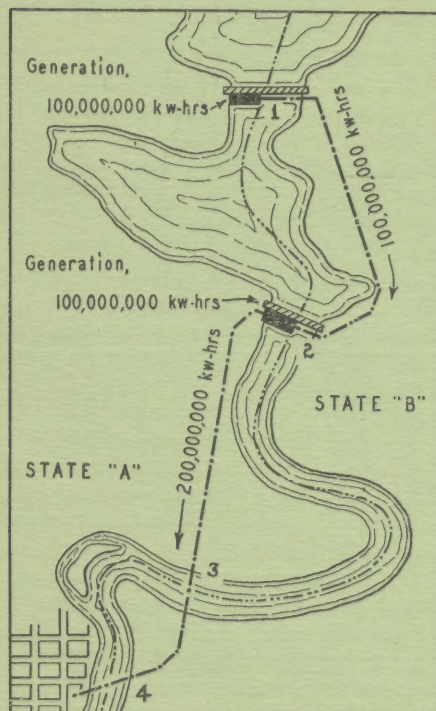 Generation,
100,000,000 kw-hrs
1
100,000,000 kw-hrs
Generation,
100,000,000 kw-hrs
2
200,000,000 kw-hrs
STATE "B"
STATE "A"
3
4